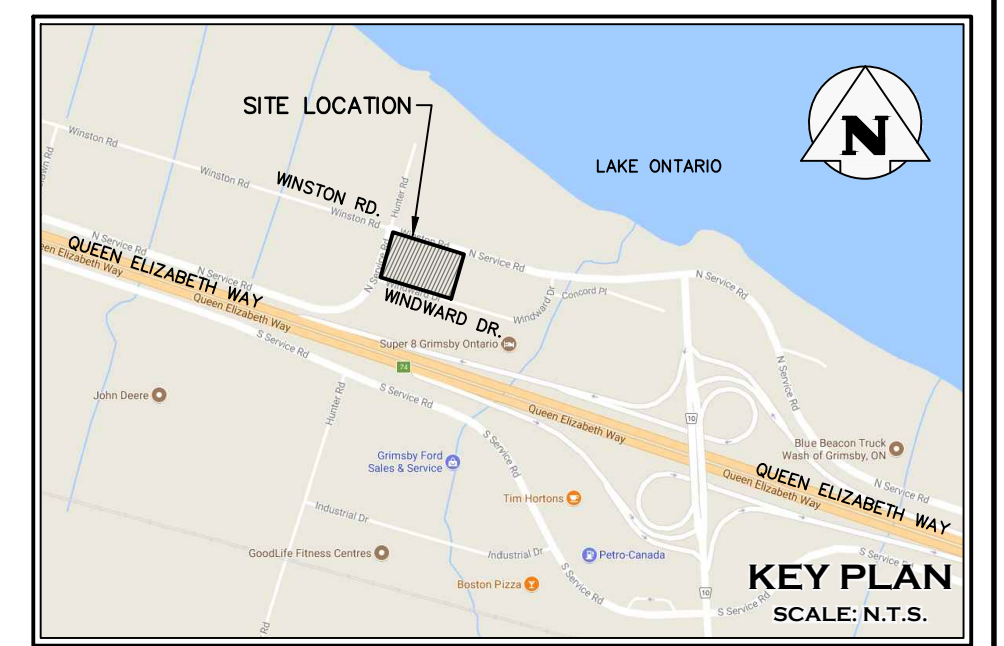 SITE LOCATION
N
LAKE ONTARIO
Winston Rd
Winston Rd
WINSTON RD.
Winston Rd
Hunter Rd
Winston Rd
N Service Rd
N Service Rd
N Service Rd
N Service Rd
N Service Rd
QUEEN ELIZABETH WAY
Queen Elizabeth Way
Queen Elizabeth Way
Windward Dr
WINDWARD DR.
Windward Dr
Concord Pl
N Service Rd
S Service Rd
Super 8 Grimsby Ontario
74
John Deere
Hunter Rd
S Service Rd
Queen Elizabeth Way
10
Blue Beacon Truck
Wash of Grimsby, ON
S Service Rd
Grimsby Ford
Sales & Service
QUEEN ELIZABETH WAY
Queen Elizabeth Way
N Service Rd
Tim Hortons
Industrial Dr
GoodLife Fitness Centres
Industrial Dr
Petro-Canada
S Service Rd
Boston Pizza
S Service Rd
10
S Service Rd
KEY PLAN
SCALE: N.T.S.
Rd